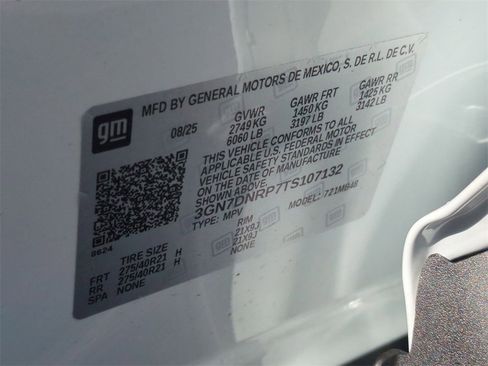 MFD BY GENERAL MOTORS DE MEXICO, S. DE R.L. DE C.V.
gm
08/25 GVWR GAWR FRT GAWR RR
2749 KG 1450 KG 1425 KG
6060 LB 3197 LB 3142 LB
THIS VEHICLE CONFORMS TO ALL
APPLICABLE U.S. FEDERAL MOTOR
VEHICLE SAFETY STANDARDS IN EFFECT
ON THE DATE OF MANUFACTURE
SHOWN ABOVE.
3GN7DNRP7TS107132
TYPE: MPV MODEL:
8624
TIRE SIZE RIM
FRT 275/40R21 H 21X9J
RR 275/40R21 H 21X9J
SPA NONE NONE